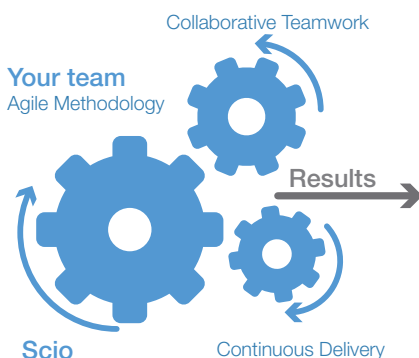 Collaborative Teamwork
Your team
Agile Methodology
Results
Scio
Continuous Delivery